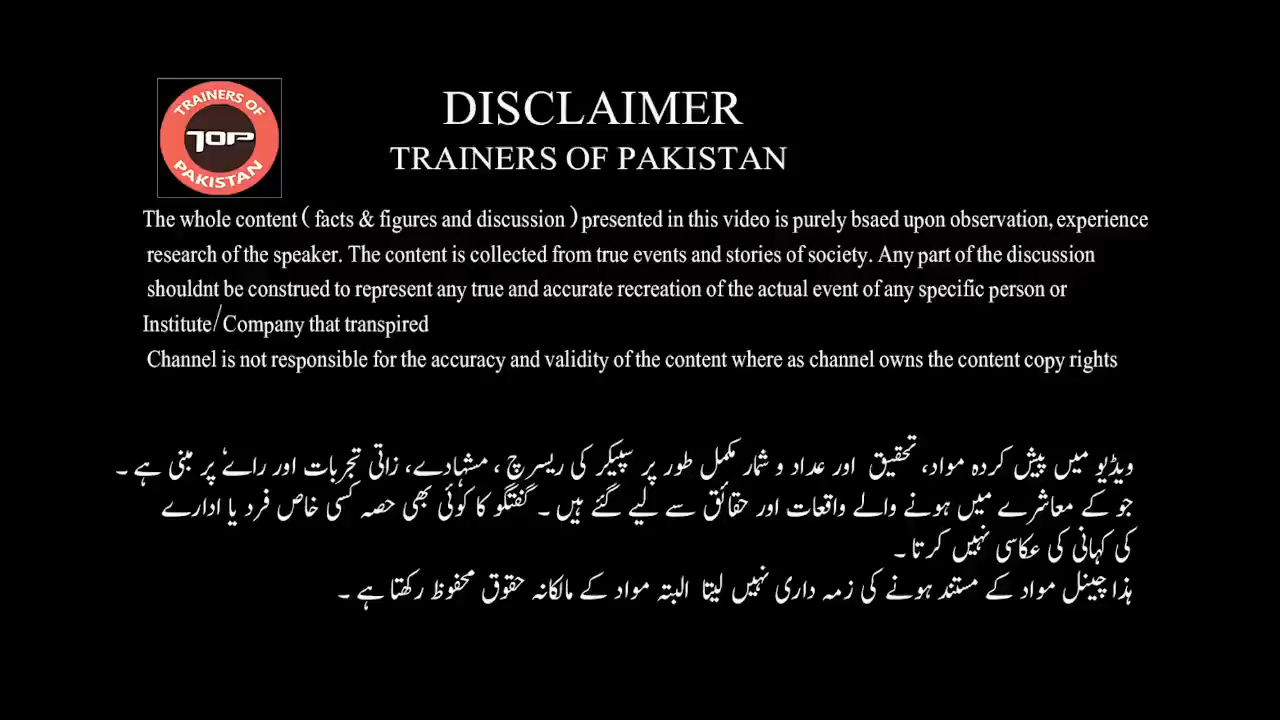 TRAINERS OF
TOP
PAKISTAN
DISCLAIMER
TRAINERS OF PAKISTAN
The whole content ( facts & figures and discussion ) presented in this video is purely bsaed upon observation, experience
research of the speaker. The content is collected from true events and stories of society. Any part of the discussion
shouldnt be construed to represent any true and accurate recreation of the actual event of any specific person or
Institute/Company that transpired
Channel is not responsible for the accuracy and validity of the content where as channel owns the content copy rights
ویڈیو میں پیش کردہ مواد، تحقیق اور عداد و شمار مکمل طور پر سپیکر کی ریسرچ ، مشہادے، زاتی تجربات اور راےٗ پر مبنی ہے ۔
جو کے معاشرے میں ہونے والے واقعات اور حقائق سے لیے گئے ہیں ۔ گفتگو کا کوئی بھی حصہ کسی خاص فرد یا ادارے
کی کہانی کی عکاسی نہیں کرتا ۔
ہذا چینل مواد کے مستند ہونے کی زمہ داری نہیں لیتا البتہ مواد کے مالکانہ حقوق محفوظ رکھتا ہے ۔